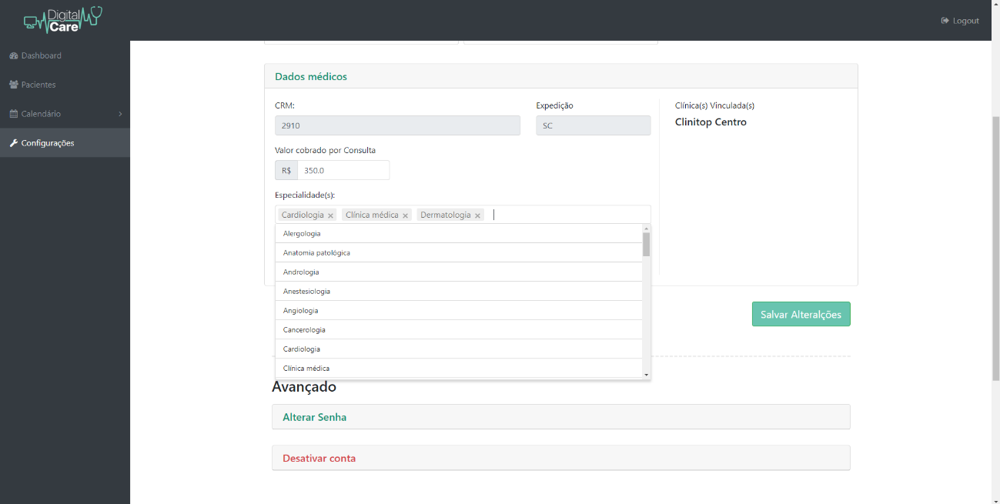 Digital
Care
Logout
Dashboard
Pacientes
Calendário
Configurações
Dados médicos
CRM:
Expedição
Clínica(s) Vinculada(s)
2910
SC
Clinitop Centro
Valor cobrado por Consulta
R$ 350.0
Especialidade(s):
Cardiologia × Clínica médica × Dermatologia ×
Alergologia
Anatomia patológica
Andrologia
Anestesiologia
Angiologia
Cancerologia
Cardiologia
Clínica médica
Salvar Alteralções
Avançado
Alterar Senha
Desativar conta